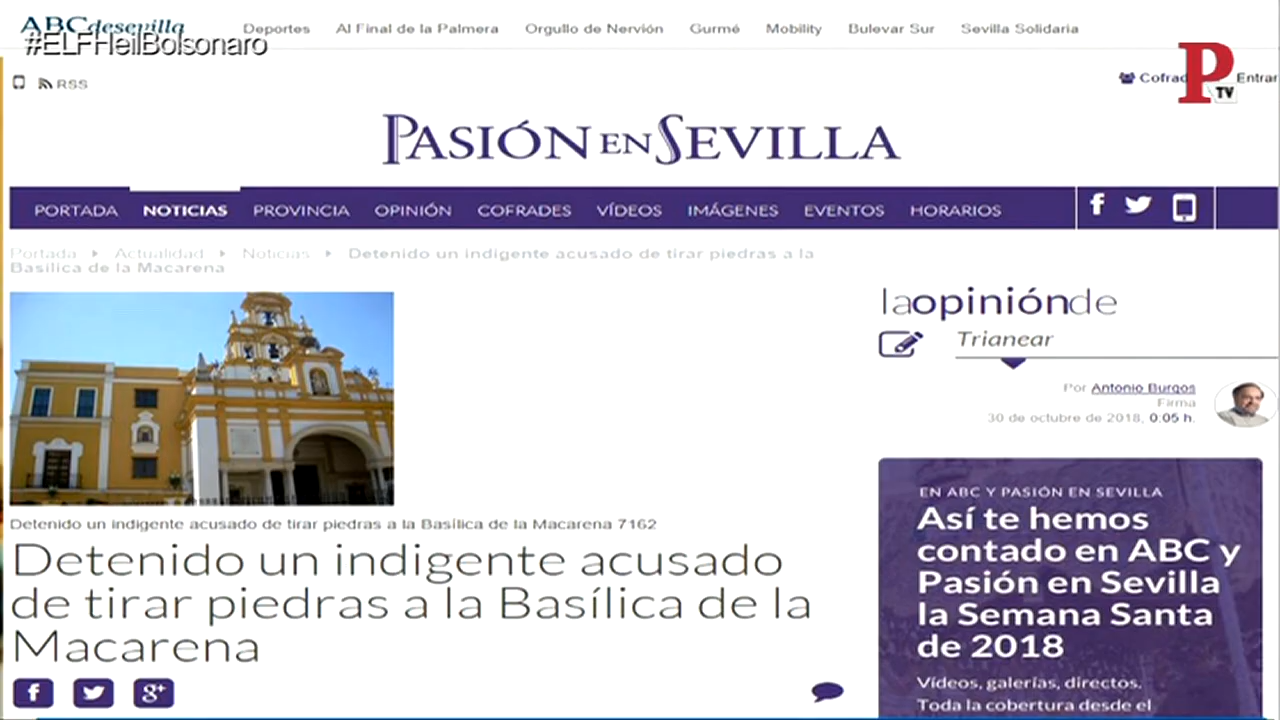 ABCdesevilla Deportes Al Final de la Palmera Orgullo de Nervión Gurmé Mobility Bulevar Sur Sevilla Solidaria
#ELFHeilBolsonaro
RSS
Entrar
P TV
PASIÓN EN SEVILLA
PORTADA NOTICIAS PROVINCIA OPINIÓN COFRADES VÍDEOS IMÁGENES EVENTOS HORARIOS
Portada Actualidad Noticias Detenido un indigente acusado de tirar piedras a la
Basílica de la Macarena
laopiniónde
Trianear
Por Antonio Burgos
Firma
30 de octubre de 2018, 0:05 h.
Detenido un indigente acusado de tirar piedras a la Basílica de la Macarena 7162
Detenido un indigente acusado
de tirar piedras a la Basílica de la
Macarena
EN ABC Y PASIÓN EN SEVILLA
Así te hemos
contado en ABC y
Pasión en Sevilla
la Semana Santa
de 2018
Vídeos, galerías, directos.
Toda la cobertura desde el